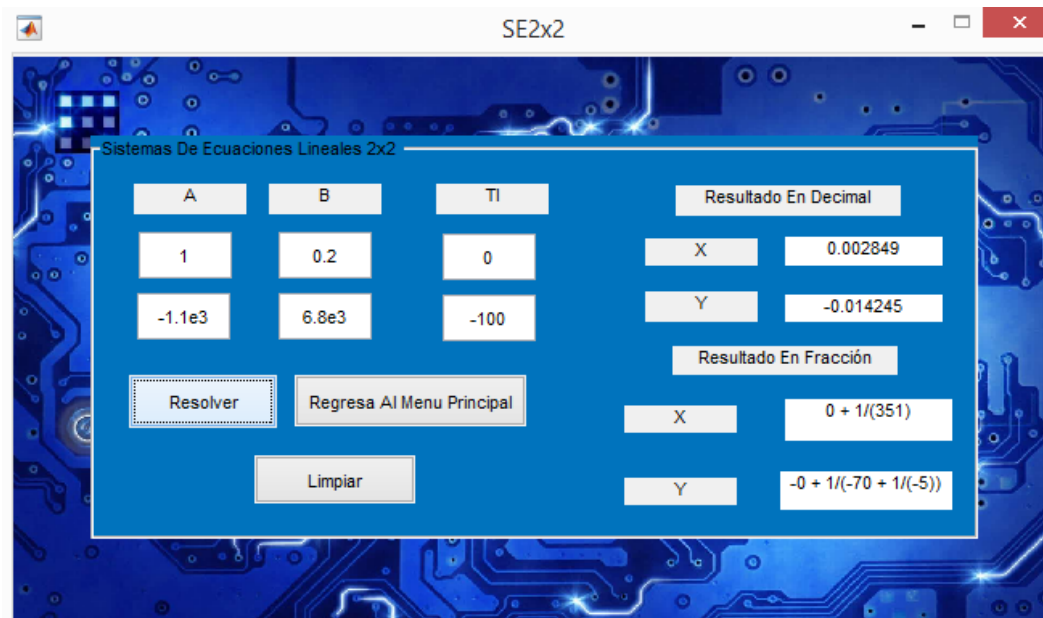 SE2x2
Sistemas De Ecuaciones Lineales 2x2
A B TI
1 0.2 0
-1.1e3 6.8e3 -100
Resolver Regresa Al Menu Principal
Limpiar
Resultado En Decimal
X 0.002849
Y -0.014245
Resultado En Fracción
X 0 + 1/(351)
Y -0 + 1/(-70 + 1/(-5))